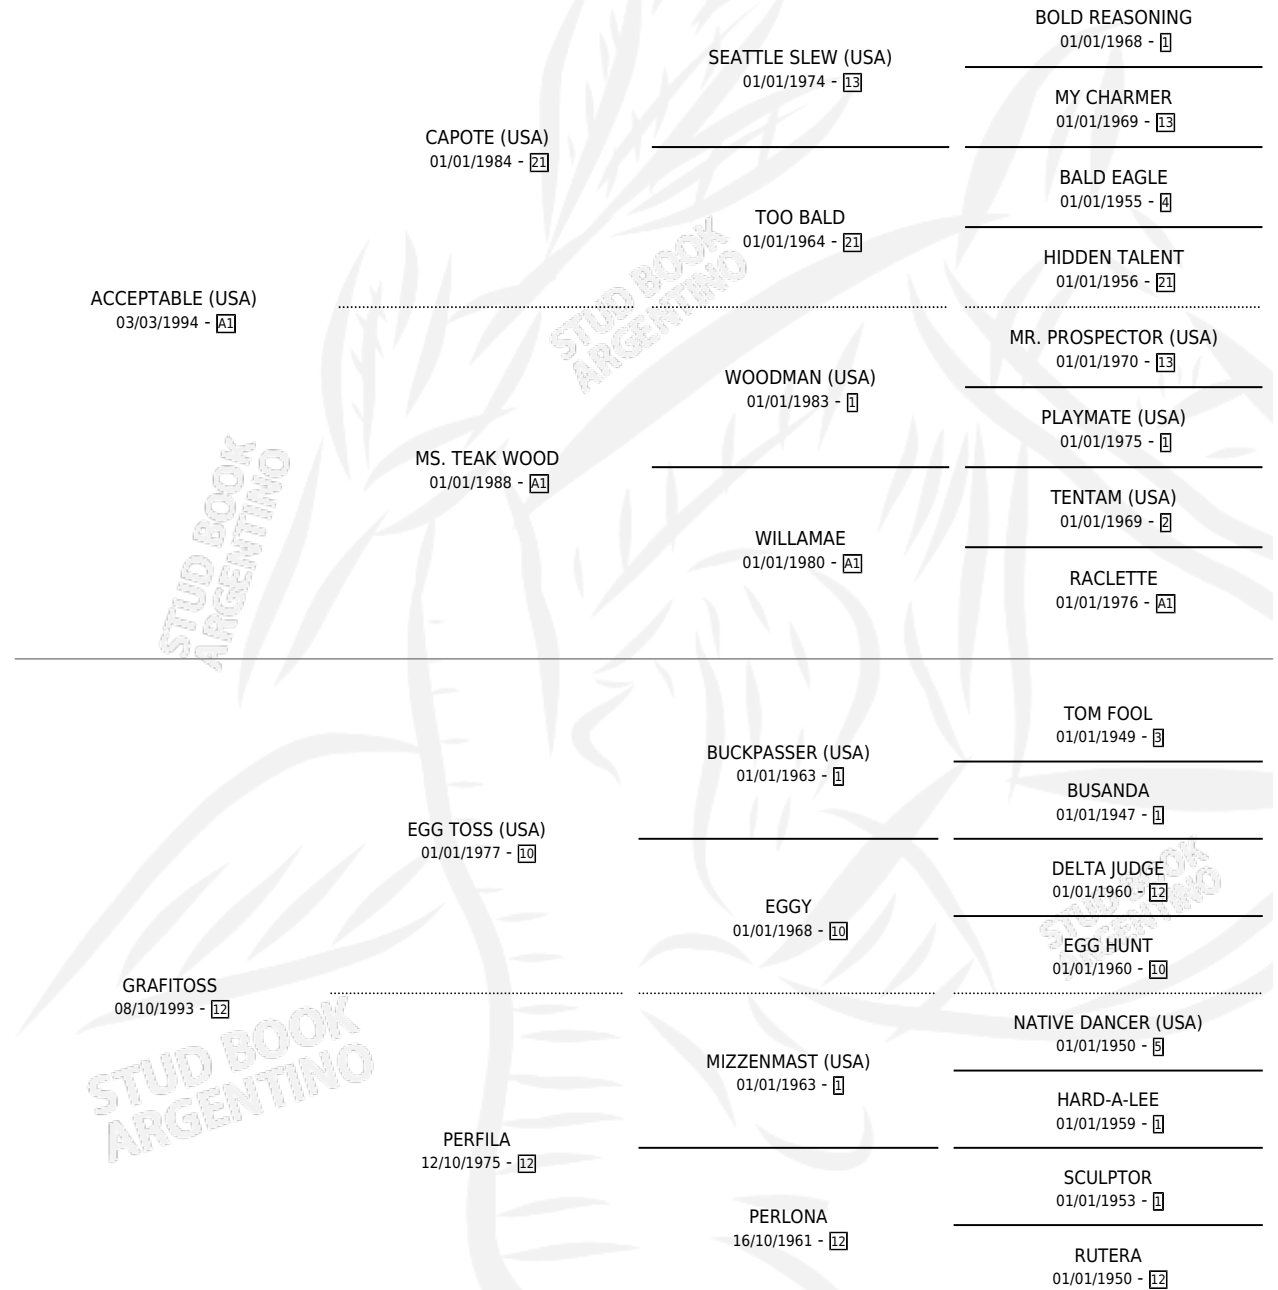 BOLD REASONING
01/01/1968 - 1
SEATTLE SLEW (USA)
01/01/1974 - 13
MY CHARMER
01/01/1969 - 13
CAPOTE (USA)
01/01/1984 - 21
BALD EAGLE
01/01/1955 - 4
TOO BALD
01/01/1964 - 21
HIDDEN TALENT
01/01/1956 - 21
ACCEPTABLE (USA)
03/03/1994 - A1
MR. PROSPECTOR (USA)
01/01/1970 - 13
WOODMAN (USA)
01/01/1983 - 1
PLAYMATE (USA)
01/01/1975 - 1
MS. TEAK WOOD
01/01/1988 - A1
TENTAM (USA)
01/01/1969 - 2
WILLAMAE
01/01/1980 - A1
RACLETTE
01/01/1976 - A1
TOM FOOL
01/01/1949 - 3
BUCKPASSER (USA)
01/01/1963 - 1
BUSANDA
01/01/1947 - 1
EGG TOSS (USA)
01/01/1977 - 10
DELTA JUDGE
01/01/1960 - 12
EGGY
01/01/1968 - 10
EGG HUNT
01/01/1960 - 10
GRAFITOSS
08/10/1993 - 12
NATIVE DANCER (USA)
01/01/1950 - 5
MIZZENMAST (USA)
01/01/1963 - 1
HARD-A-LEE
01/01/1959 - 1
PERFILA
12/10/1975 - 12
SCULPTOR
01/01/1953 - 1
PERLONA
16/10/1961 - 12
RUTERA
01/01/1950 - 12
STUD BOOK
ARGENTINO
STUD BOOK
ARGENTINO
STUD BOOK
ARGENTINO
STUD BOOK
ARGENTINO